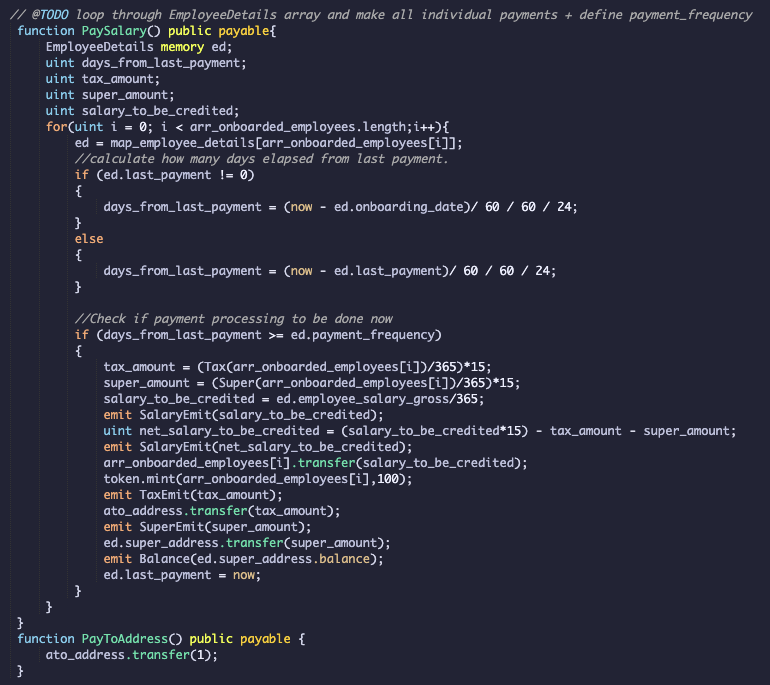 // @TODO loop through EmployeeDetails array and make all individual payments + define payment_frequency
function PaySalary() public payable{
    EmployeeDetails memory ed;
    uint days_from_last_payment;
    uint tax_amount;
    uint super_amount;
    uint salary_to_be_credited;
    for(uint i = 0; i < arr_onboarded_employees.length;i++){
        ed = map_employee_details[arr_onboarded_employees[i]];
        //calculate how many days elapsed from last payment.
        if (ed.last_payment != 0)
        {
            days_from_last_payment = (now - ed.onboarding_date)/ 60 / 60 / 24;
        }
        else
        {
            days_from_last_payment = (now - ed.last_payment)/ 60 / 60 / 24;
        }

        //Check if payment processing to be done now
        if (days_from_last_payment >= ed.payment_frequency)
        {
            tax_amount = (Tax(arr_onboarded_employees[i])/365)*15;
            super_amount = (Super(arr_onboarded_employees[i])/365)*15;
            salary_to_be_credited = ed.employee_salary_gross/365;
            emit SalaryEmit(salary_to_be_credited);
            uint net_salary_to_be_credited = (salary_to_be_credited*15) - tax_amount - super_amount;
            emit SalaryEmit(net_salary_to_be_credited);
            arr_onboarded_employees[i].transfer(salary_to_be_credited);
            token.mint(arr_onboarded_employees[i],100);
            emit TaxEmit(tax_amount);
            ato_address.transfer(tax_amount);
            emit SuperEmit(super_amount);
            ed.super_address.transfer(super_amount);
            emit Balance(ed.super_address.balance);
            ed.last_payment = now;
        }
    }
}
function PayToAddress() public payable {
    ato_address.transfer(1);
}